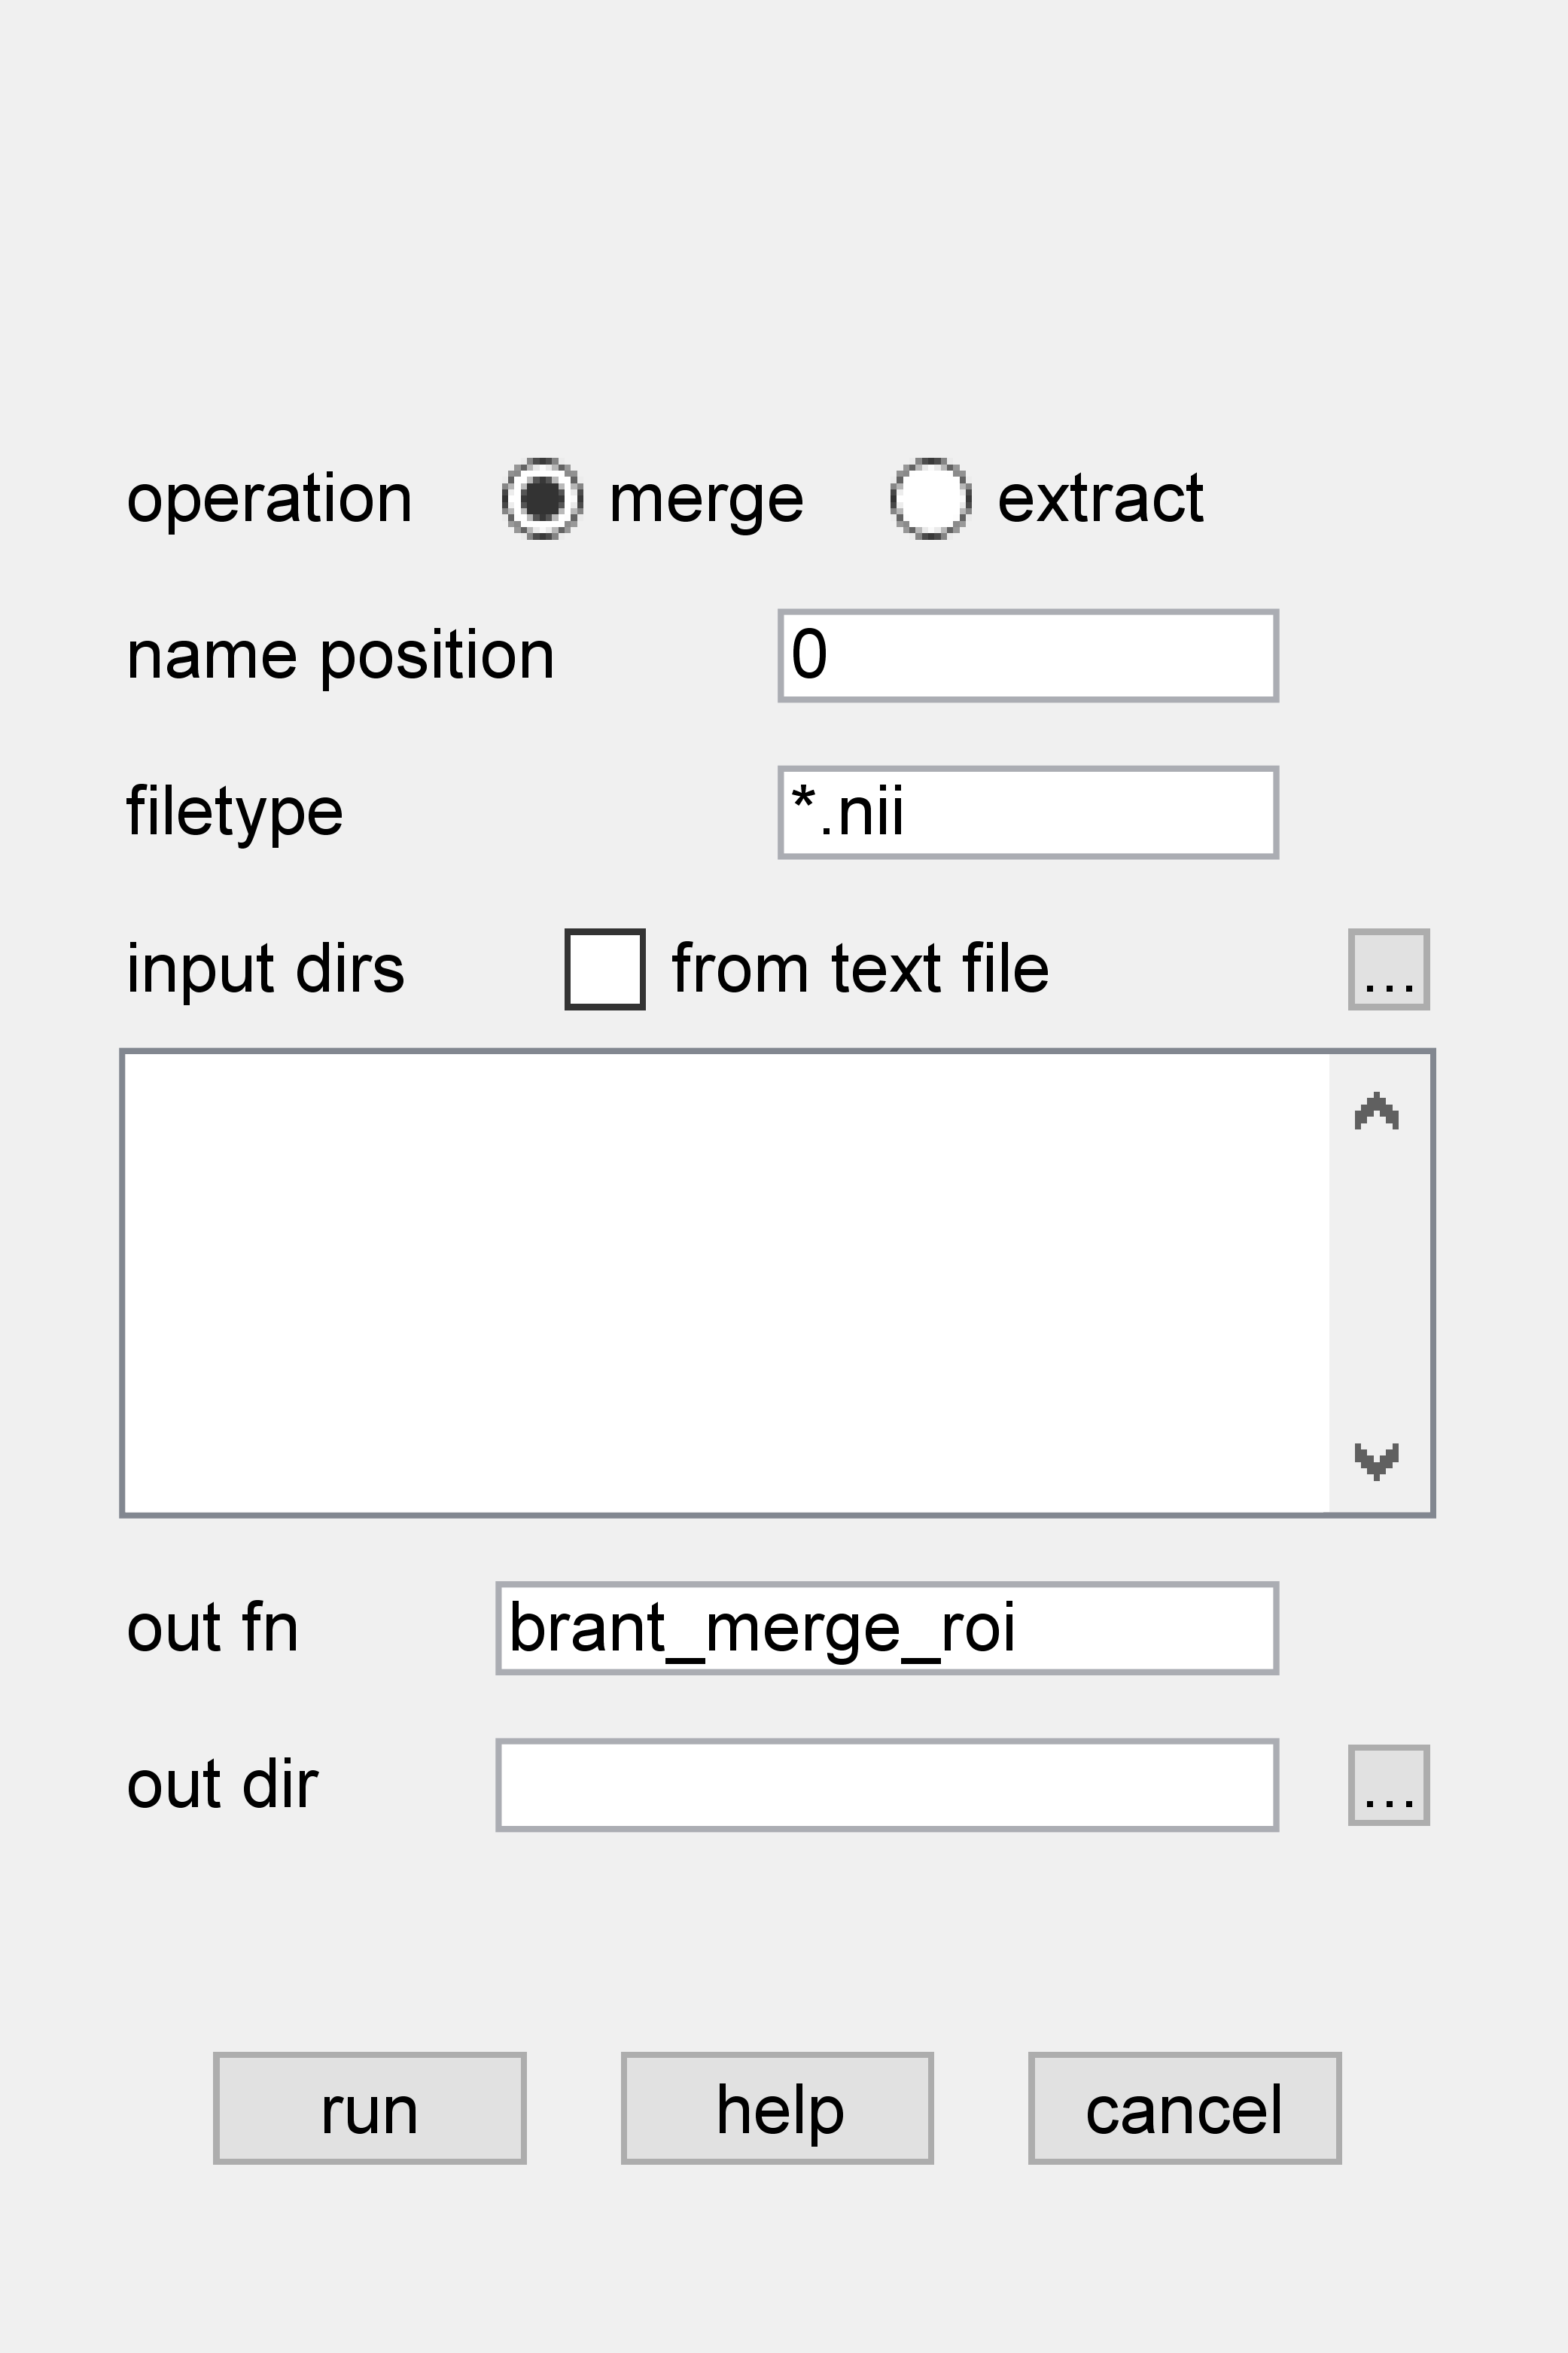 operation merge extract
name position 0
filetype *.nii
input dirs from text file ...
out fn brant_merge_roi
out dir ...
run help cancel